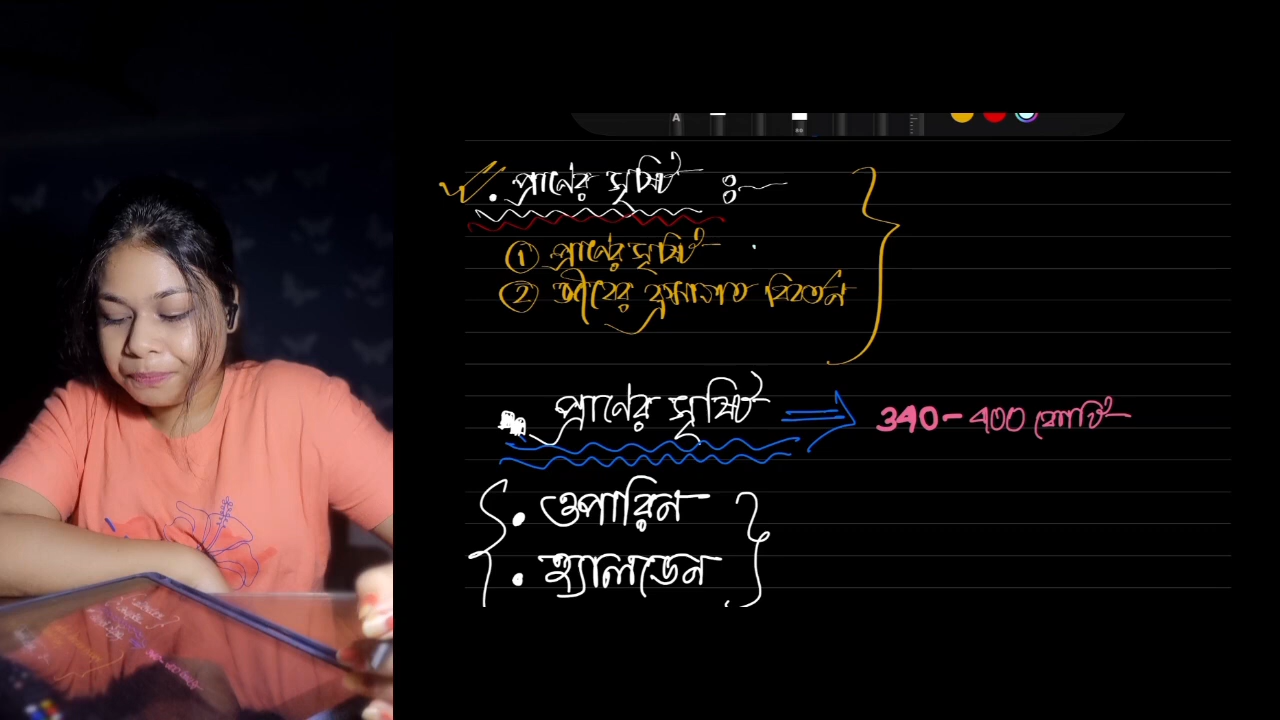 . প্রাণের সৃষ্টি :-
① প্রাণের সৃষ্টি
② জীবের ক্রমাগত বিবর্তন
প্রাণের সৃষ্টি ⇒ 340 - 400 কোটি
• ওপারিন
• হ্যালডেন